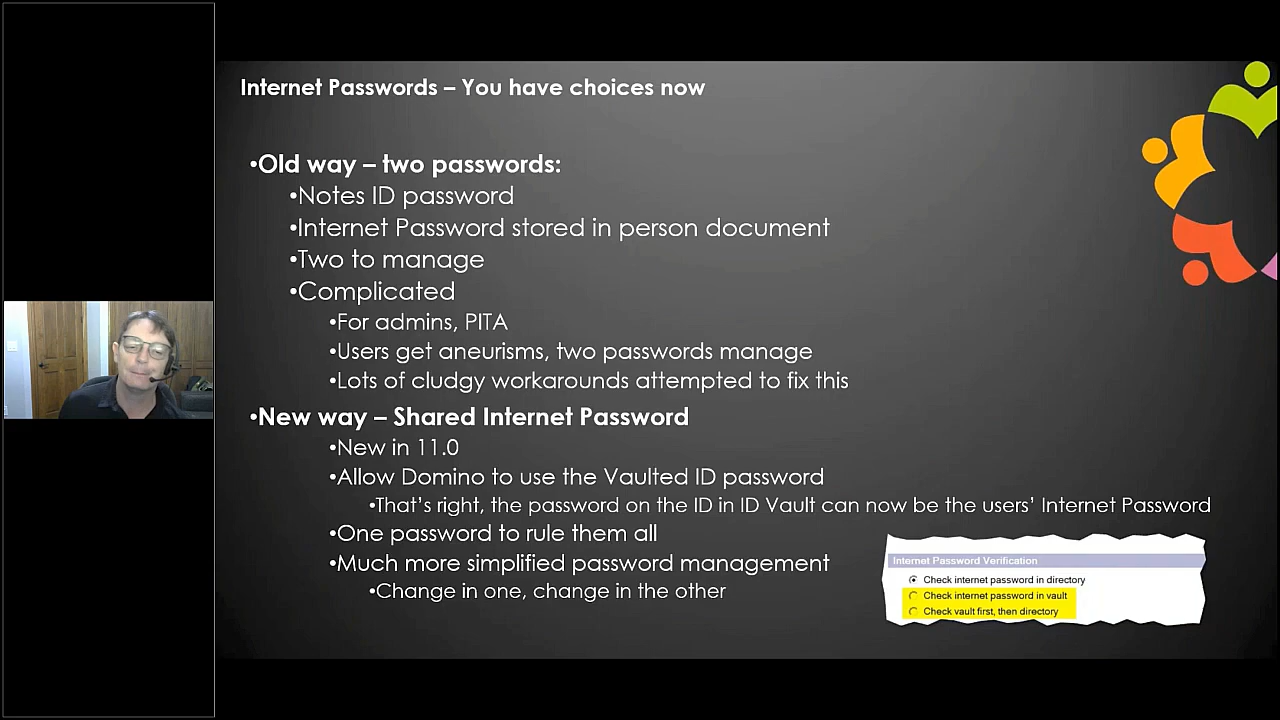 Internet Passwords – You have choices now
•Old way – two passwords:
•Notes ID password
•Internet Password stored in person document
•Two to manage
•Complicated
•For admins, PITA
•Users get aneurisms, two passwords manage
•Lots of cludgy workarounds attempted to fix this
•New way – Shared Internet Password
•New in 11.0
•Allow Domino to use the Vaulted ID password
•That's right, the password on the ID in ID Vault can now be the users' Internet Password
•One password to rule them all
•Much more simplified password management
•Change in one, change in the other
Internet Password Verification
Check internet password in directory
Check internet password in vault
Check vault first, then directory